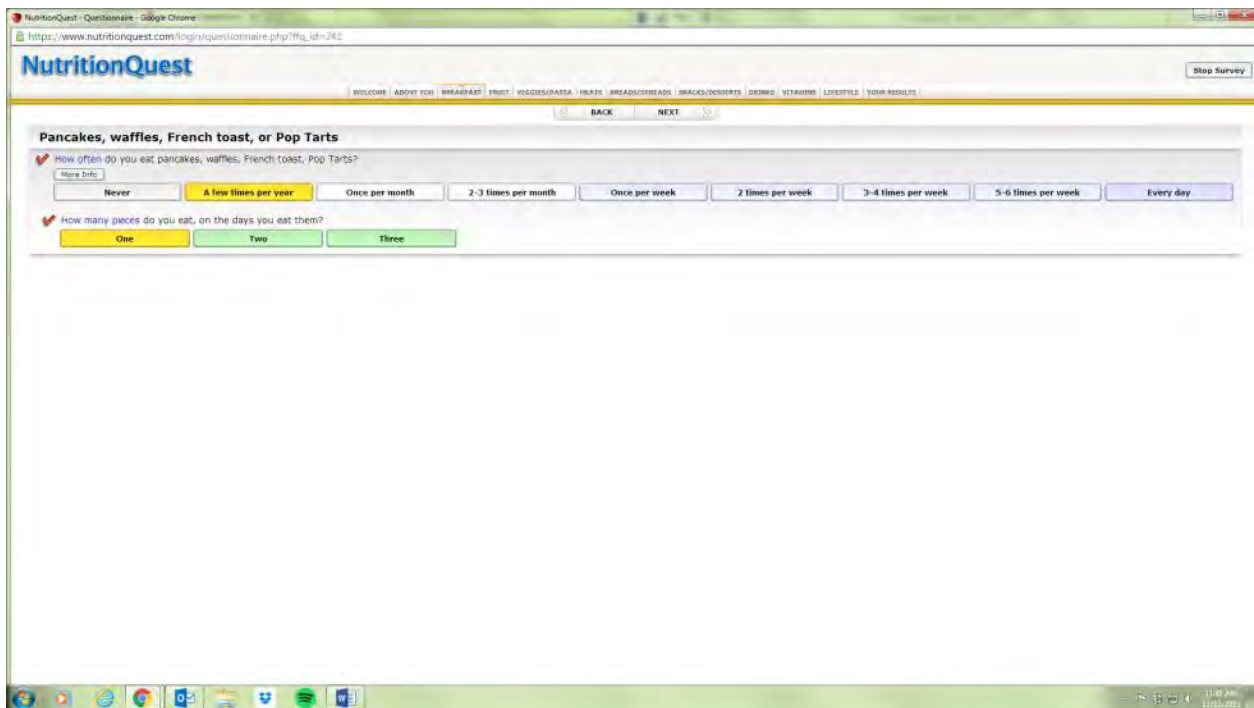 NutritionQuest - Questionnaire - Google Chrome
https://www.nutritionquest.com/login/questionnaire.php?ffq_id=241
NutritionQuest
Stop Survey
WELCOME ABOUT YOU BREAKFAST FRUIT VEGGIES/PASTA MEATS BREADS/SPREADS SNACKS/DESSERTS DRINKS VITAMINS LIFESTYLE YOUR RESULTS
BACK NEXT
Pancakes, waffles, French toast, or Pop Tarts
How often do you eat pancakes, waffles, French toast, Pop Tarts?
More Info
Never A few times per year Once per month 2-3 times per month Once per week 2 times per week 3-4 times per week 5-6 times per week Every day
How many pieces do you eat, on the days you eat them?
One Two Three